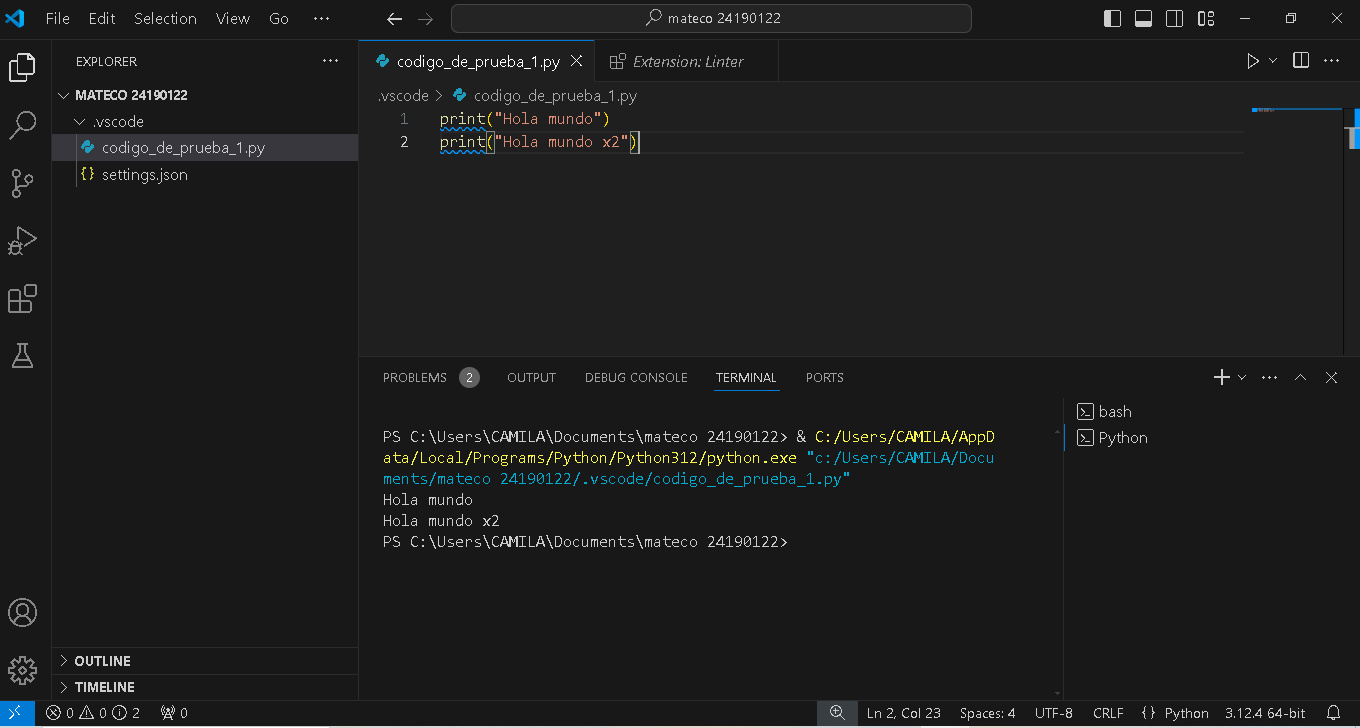 File Edit Selection View Go ··· mateco 24190122
EXPLORER ···
codigo_de_prueba_1.py Extension: Linter
MATECO 24190122
.vscode
codigo_de_prueba_1.py
settings.json
.vscode > codigo_de_prueba_1.py
1 print("Hola mundo")
2 print("Hola mundo x2")
PROBLEMS 2 OUTPUT DEBUG CONSOLE TERMINAL PORTS
PS C:\Users\CAMILA\Documents\mateco 24190122> & C:/Users/CAMILA/AppD
ata/Local/Programs/Python/Python312/python.exe "c:/Users/CAMILA/Docu
ments/mateco 24190122/.vscode/codigo_de_prueba_1.py"
Hola mundo
Hola mundo x2
PS C:\Users\CAMILA\Documents\mateco 24190122>
bash
Python
OUTLINE
TIMELINE
0 0 2 0 Ln 2, Col 23 Spaces: 4 UTF-8 CRLF {} Python 3.12.4 64-bit